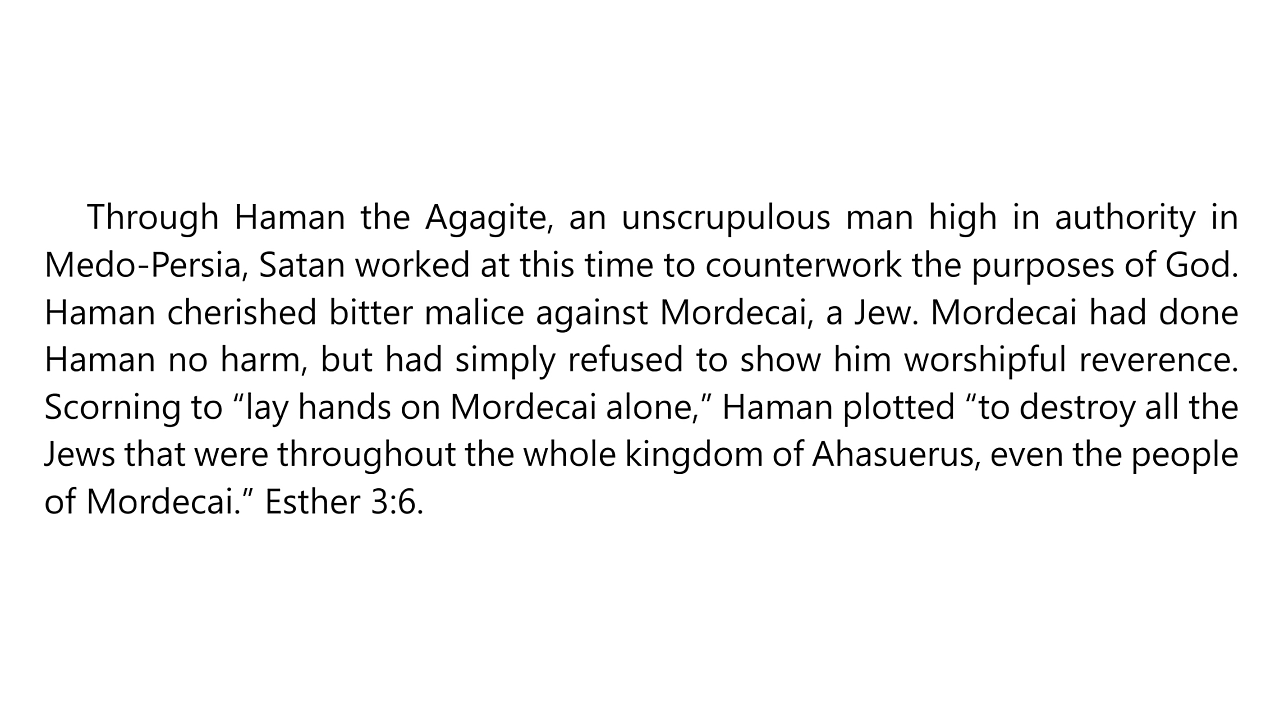 Through Haman the Agagite, an unscrupulous man high in authority in
Medo-Persia, Satan worked at this time to counterwork the purposes of God.
Haman cherished bitter malice against Mordecai, a Jew. Mordecai had done
Haman no harm, but had simply refused to show him worshipful reverence.
Scorning to “lay hands on Mordecai alone,” Haman plotted “to destroy all the
Jews that were throughout the whole kingdom of Ahasuerus, even the people
of Mordecai.” Esther 3:6.